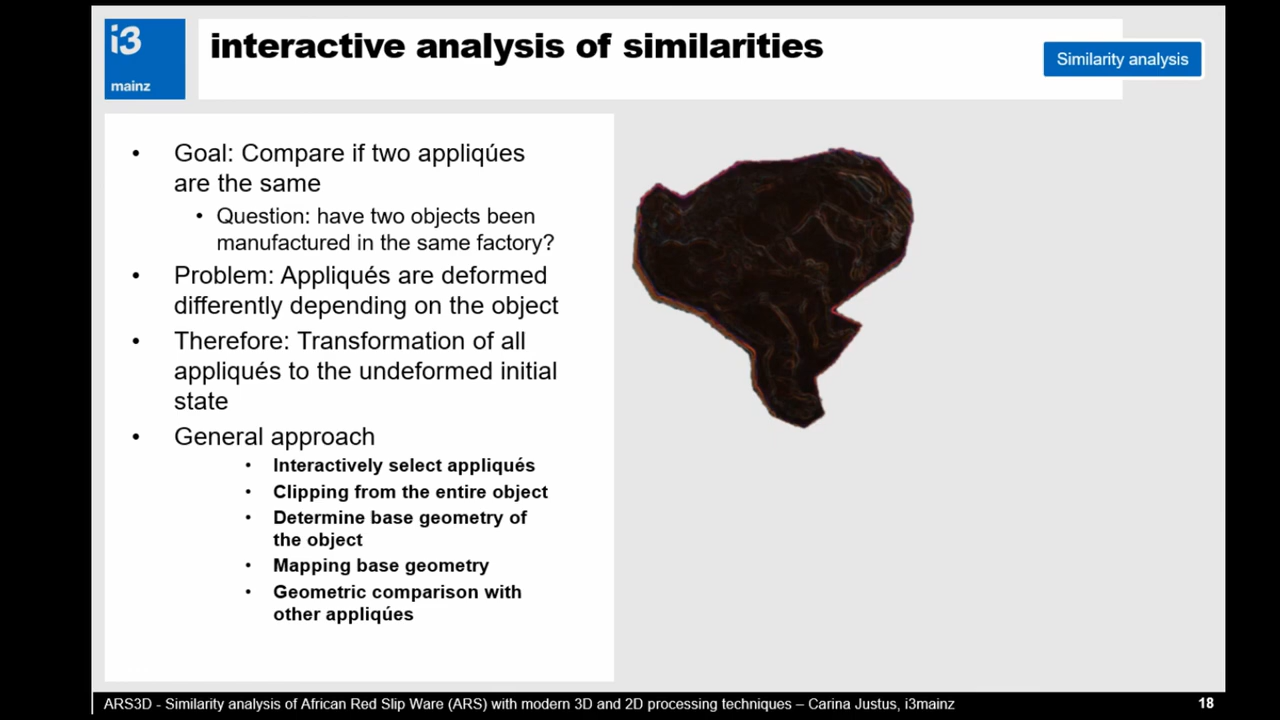 i3
mainz
interactive analysis of similarities
Similarity analysis
• Goal: Compare if two appliqúes
are the same
• Question: have two objects been
manufactured in the same factory?
• Problem: Appliqués are deformed
differently depending on the object
• Therefore: Transformation of all
appliqués to the undeformed initial
state
• General approach
• Interactively select appliqués
• Clipping from the entire object
• Determine base geometry of
the object
• Mapping base geometry
• Geometric comparison with
other appliqúes
ARS3D - Similarity analysis of African Red Slip Ware (ARS) with modern 3D and 2D processing techniques – Carina Justus, i3mainz
18